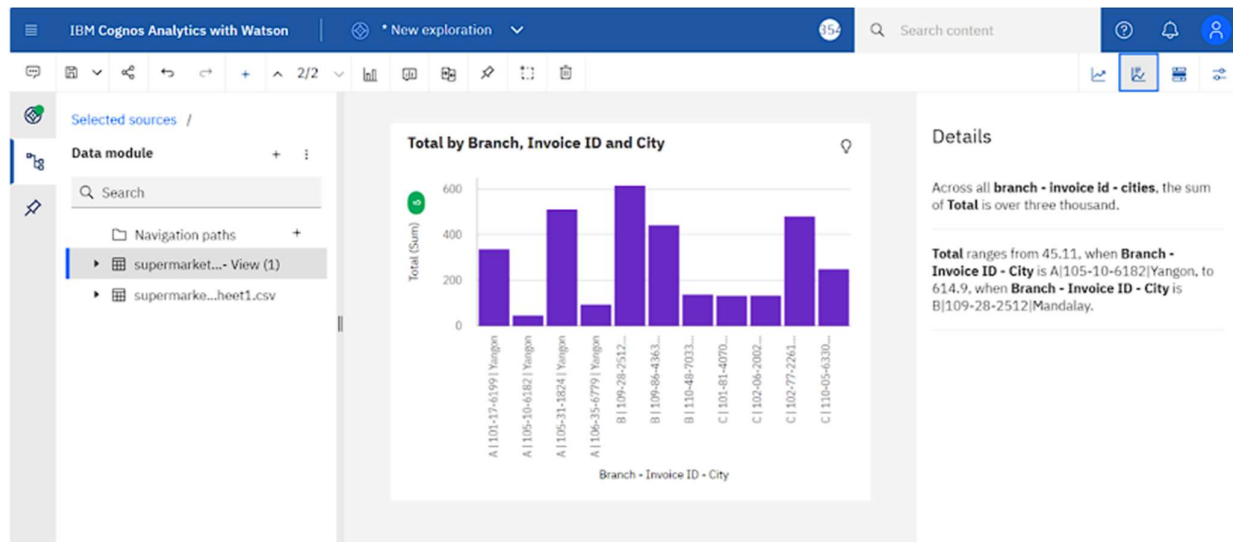 IBM Cognos Analytics with Watson
* New exploration
Search content
2/2
Selected sources /
Data module
Search
Navigation paths
supermarket...- View (1)
supermarke...heet1.csv
Total by Branch, Invoice ID and City
Total (Sum)
600
400
200
0
A | 101-17-6199 | Yangon
A | 105-10-6182 | Yangon
A | 105-31-1824 | Yangon
A | 106-35-6779 | Yangon
B | 109-28-2512...
B | 109-86-4363...
B | 110-48-7033...
C | 101-81-4070...
C | 102-06-2002...
C | 102-77-2261...
C | 110-05-6330...
Branch - Invoice ID - City
Details
Across all branch - invoice id - cities, the sum
of Total is over three thousand.
Total ranges from 45.11, when Branch -
Invoice ID - City is A|105-10-6182|Yangon, to
614.9, when Branch - Invoice ID - City is
B|109-28-2512|Mandalay.